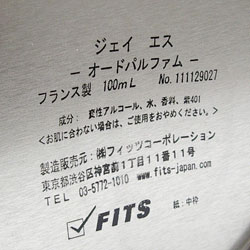 ジェイ エス
― オードパルファム ―
フランス製 100mL No. 111129027
成分： 変性アルコール、水、香料、紫401
＜お肌に合わない場合は、ご使用をおやめください。＞
製造販売元：㈱フィッツコーポレーション
東京都渋谷区神宮前1丁目11番11号
TEL 03-5772-1010 www.fits-japan.com
FITS
紙：中枠